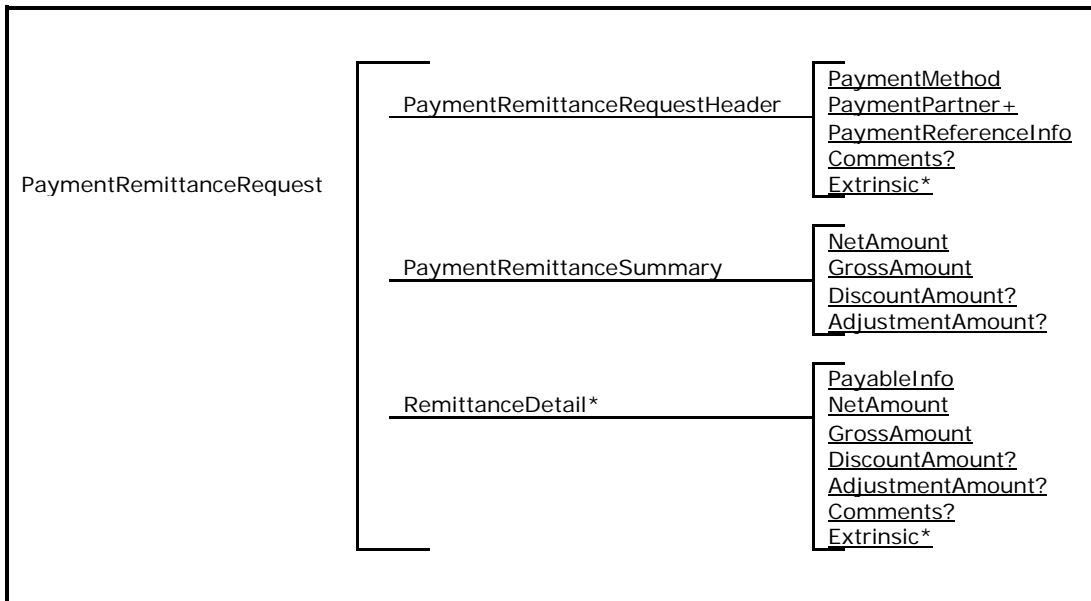 PaymentRemittanceRequest
PaymentRemittanceRequestHeader
PaymentMethod
PaymentPartner+
PaymentReferenceInfo
Comments?
Extrinsic*
PaymentRemittanceSummary
NetAmount
GrossAmount
DiscountAmount?
AdjustmentAmount?
RemittanceDetail*
PayableInfo
NetAmount
GrossAmount
DiscountAmount?
AdjustmentAmount?
Comments?
Extrinsic*